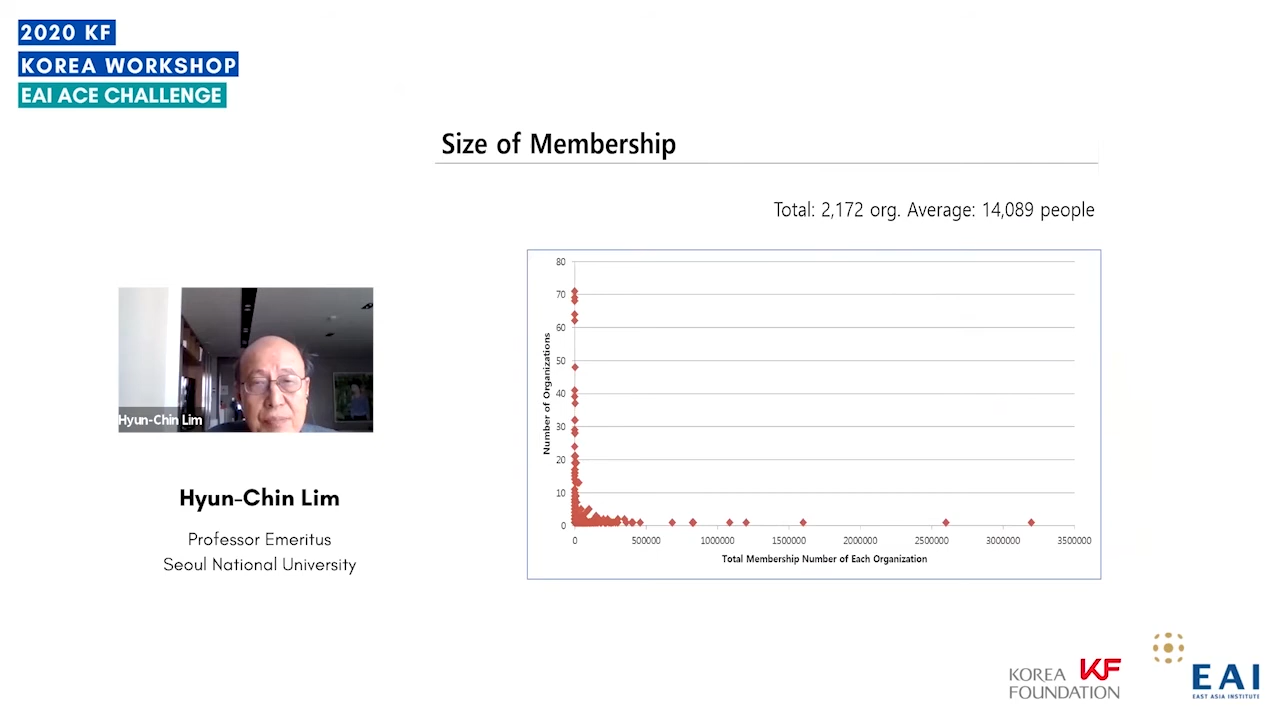 2020 KF
KOREA WORKSHOP
EAI ACE CHALLENGE
Size of Membership
Total: 2,172 org. Average: 14,089 people
80
70
60
50
40
30
20
10
0
Number of Organizations
0 500000 1000000 1500000 2000000 2500000 3000000 3500000
Total Membership Number of Each Organization
Hyun-Chin Lim
Hyun-Chin Lim
Professor Emeritus
Seoul National University
KOREA KF
FOUNDATION
EAI
EAST ASIA INSTITUTE